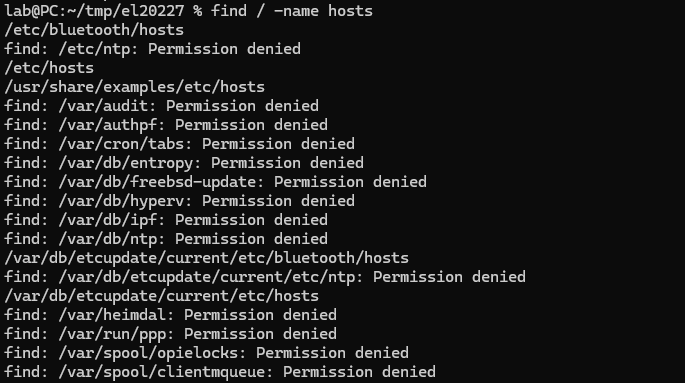 lab@PC:~/tmp/el20227 % find / -name hosts
/etc/bluetooth/hosts
find: /etc/ntp: Permission denied
/etc/hosts
/usr/share/examples/etc/hosts
find: /var/audit: Permission denied
find: /var/authpf: Permission denied
find: /var/cron/tabs: Permission denied
find: /var/db/entropy: Permission denied
find: /var/db/freebsd-update: Permission denied
find: /var/db/hyperv: Permission denied
find: /var/db/ipf: Permission denied
find: /var/db/ntp: Permission denied
/var/db/etcupdate/current/etc/bluetooth/hosts
find: /var/db/etcupdate/current/etc/ntp: Permission denied
/var/db/etcupdate/current/etc/hosts
find: /var/heimdal: Permission denied
find: /var/run/ppp: Permission denied
find: /var/spool/opielocks: Permission denied
find: /var/spool/clientmqueue: Permission denied